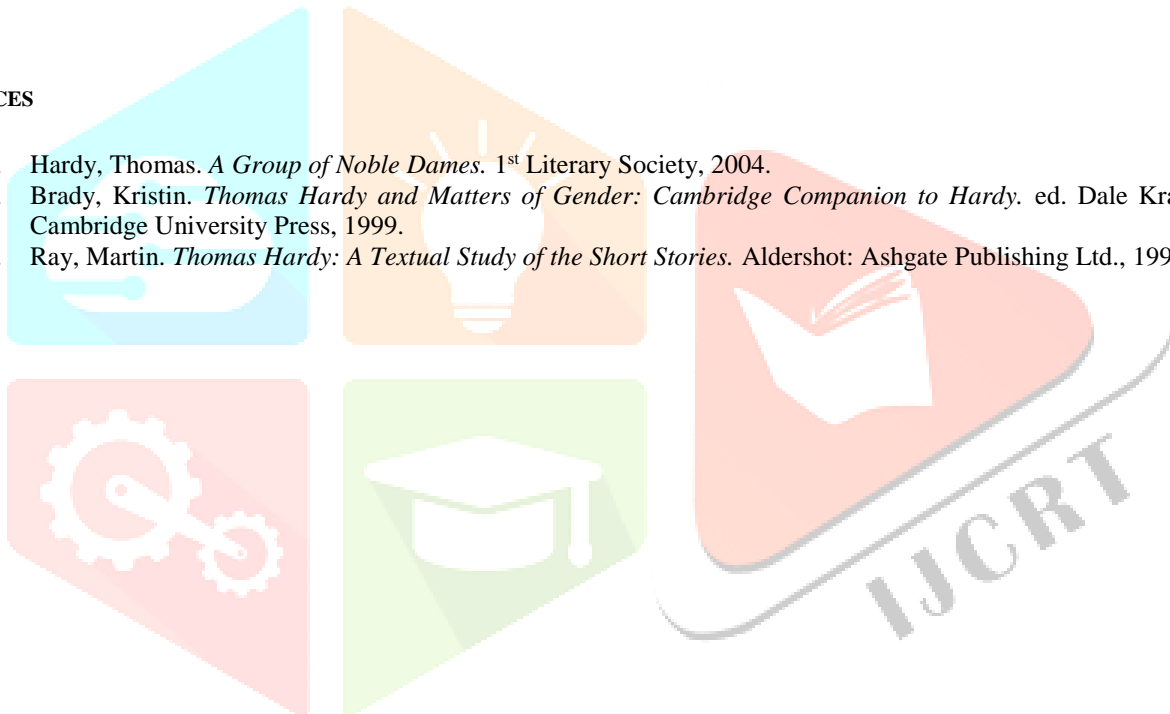 CES
. Hardy, Thomas. A Group of Noble Dames. 1st Literary Society, 2004.
. Brady, Kristin. Thomas Hardy and Matters of Gender: Cambridge Companion to Hardy. ed. Dale Kra
Cambridge University Press, 1999.
. Ray, Martin. Thomas Hardy: A Textual Study of the Short Stories. Aldershot: Ashgate Publishing Ltd., 199
IJCRT